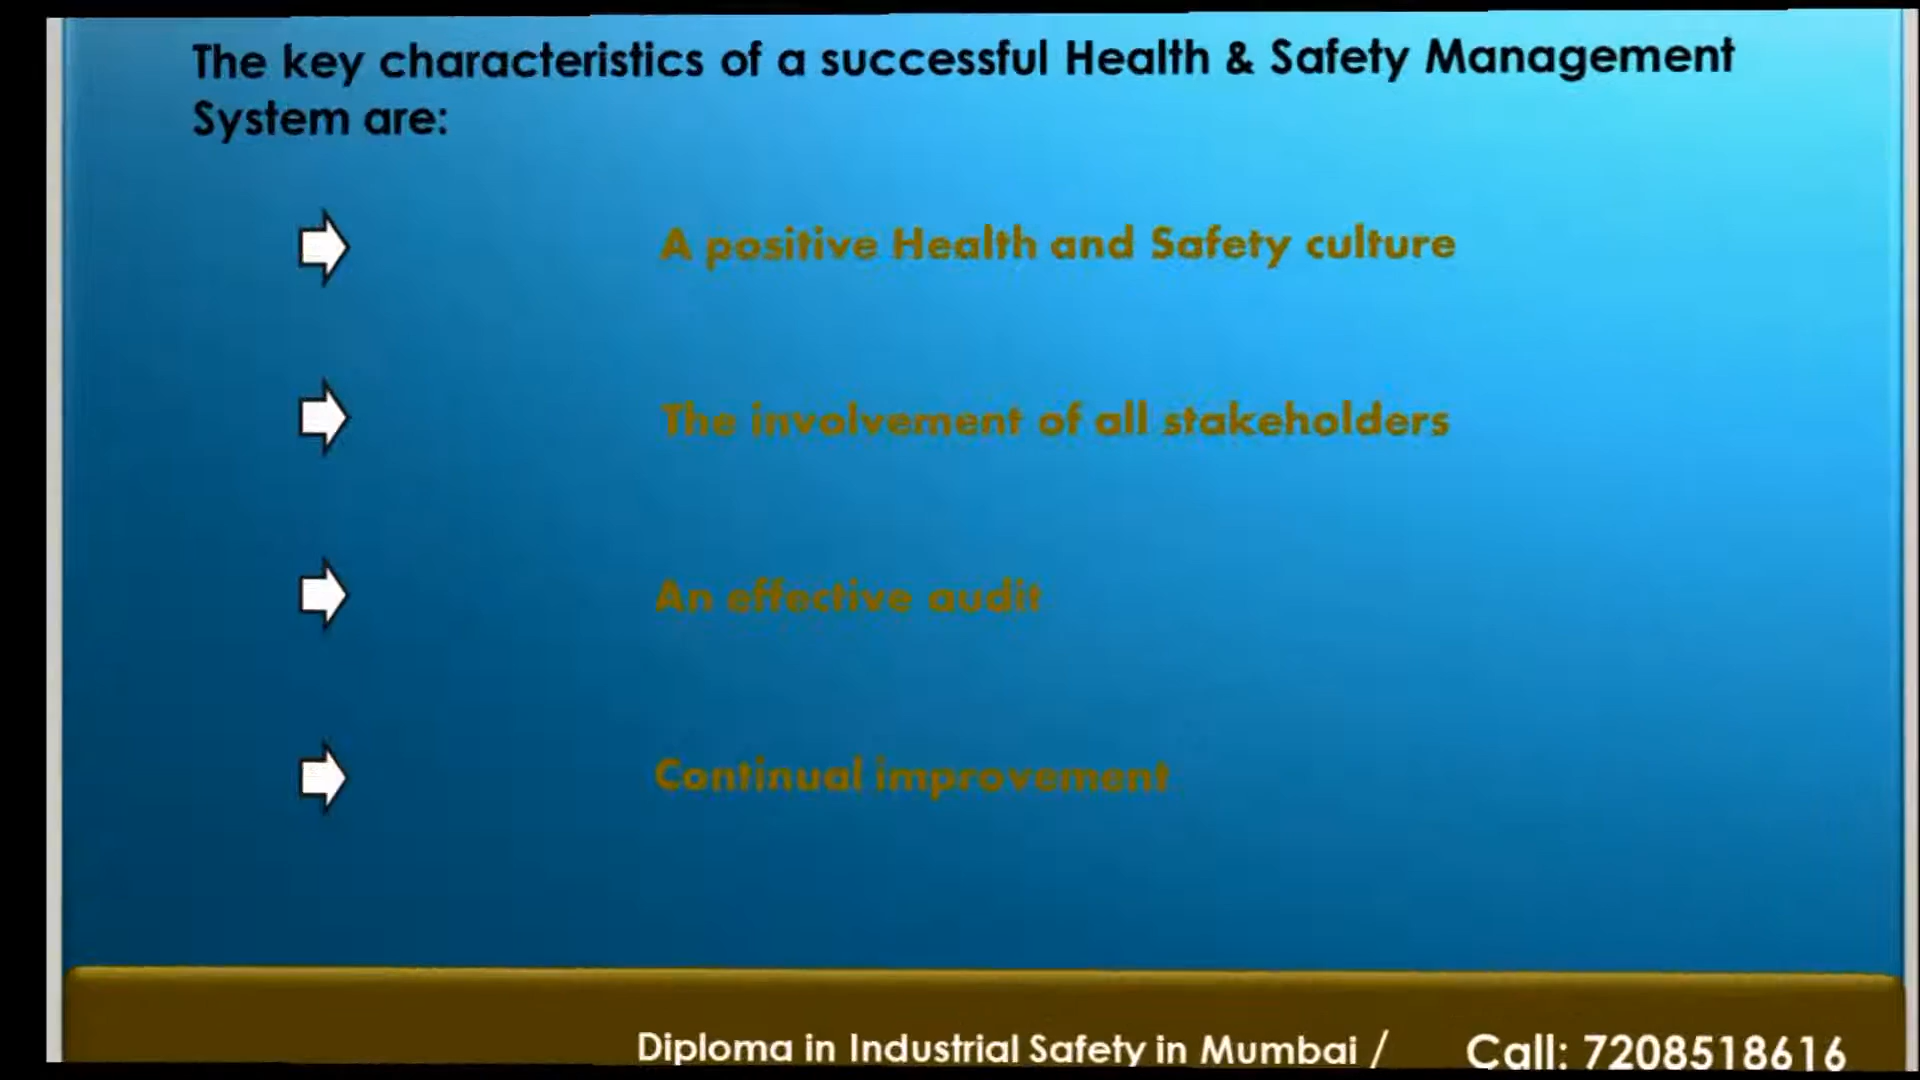 The key characteristics of a successful Health & Safety Management
System are:
A positive Health and Safety culture
The involvement of all stakeholders
An effective audit
Continual improvement
Diploma in Industrial Safety in Mumbai / Call: 7208518616